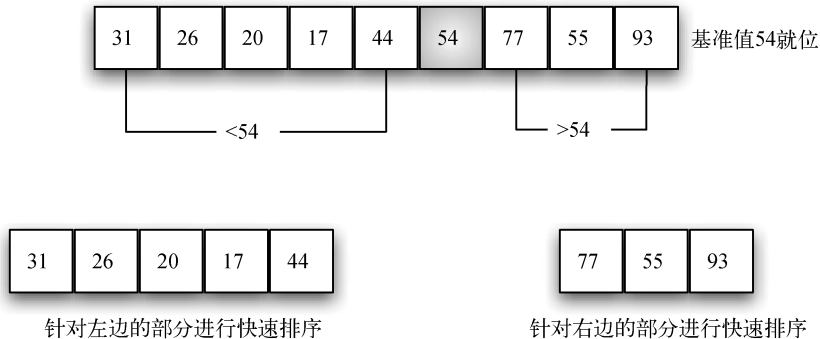 31 26 20 17 44 54 77 55 93 基准值54就位
<54 >54
31 26 20 17 44 77 55 93
针对左边的部分进行快速排序 针对右边的部分进行快速排序